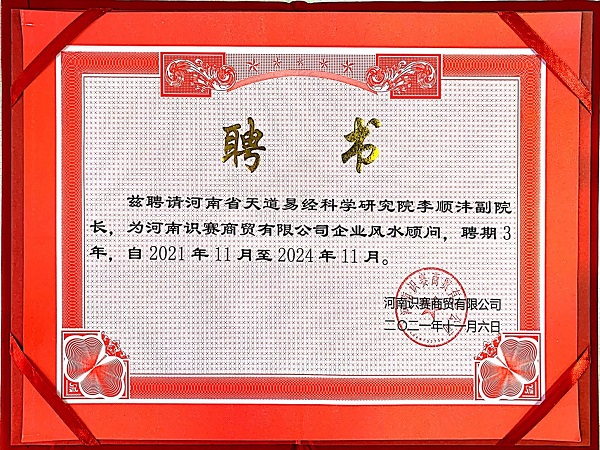 聘 书
兹聘请河南省天道易经科学研究院李顺沣副院
长，为河南识赛商贸有限公司企业风水顾问，聘期3
年，自2021年11月至2024年11月。
河南识赛商贸有限公司
二〇二一年十一月六日